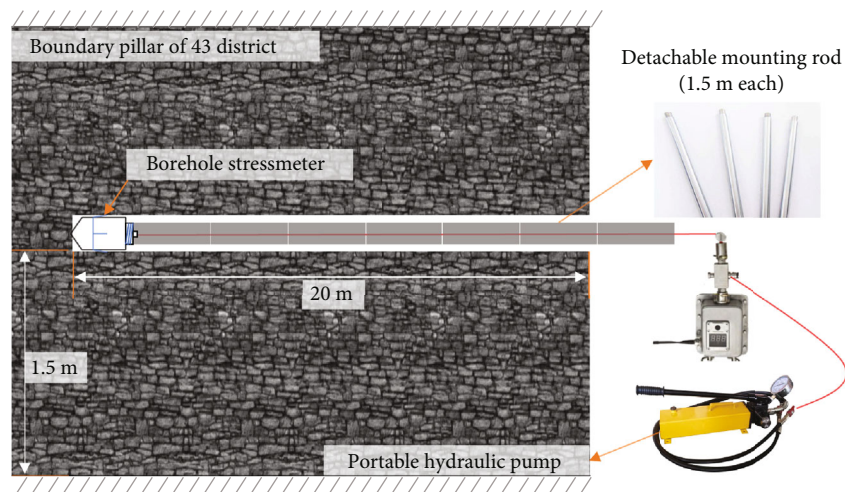 Boundary pillar of 43 district
Detachable mounting rod
(1.5 m each)
Borehole stressmeter
20 m
1.5 m
Portable hydraulic pump